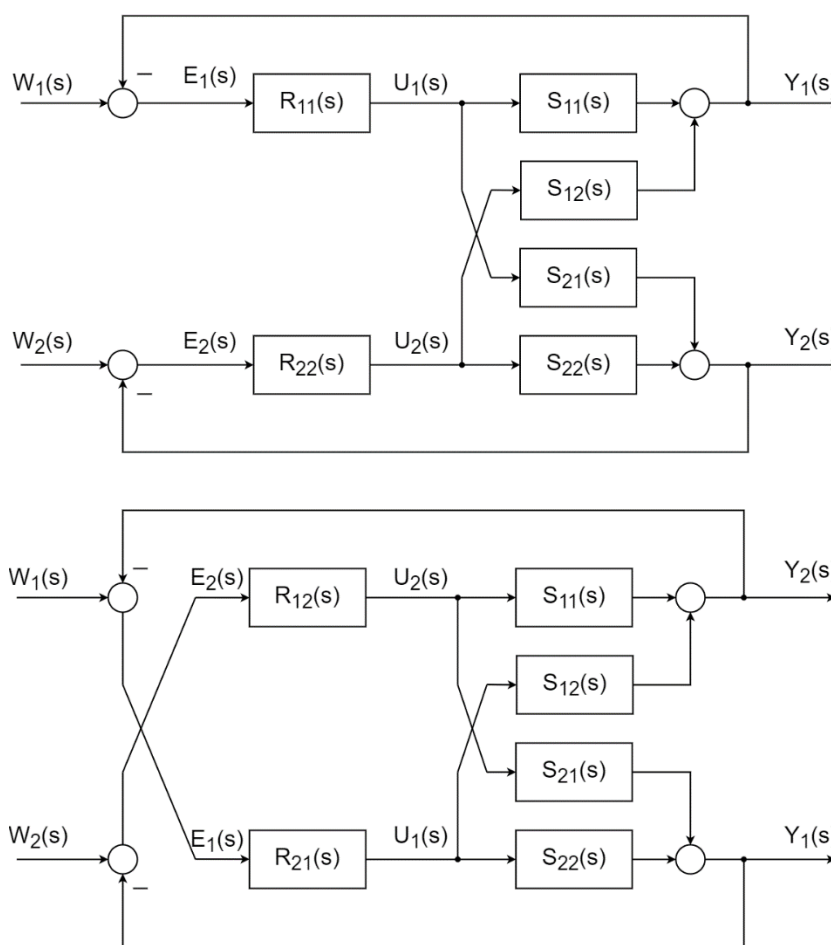 W1(s) − E1(s) R11(s) U1(s) S11(s) Y1(s
S12(s)
S21(s)
W2(s) − E2(s) R22(s) U2(s) S22(s) Y2(s
W1(s) − E2(s) R12(s) U2(s) S11(s) Y2(s
S12(s)
S21(s)
W2(s) − E1(s) R21(s) U1(s) S22(s) Y1(s